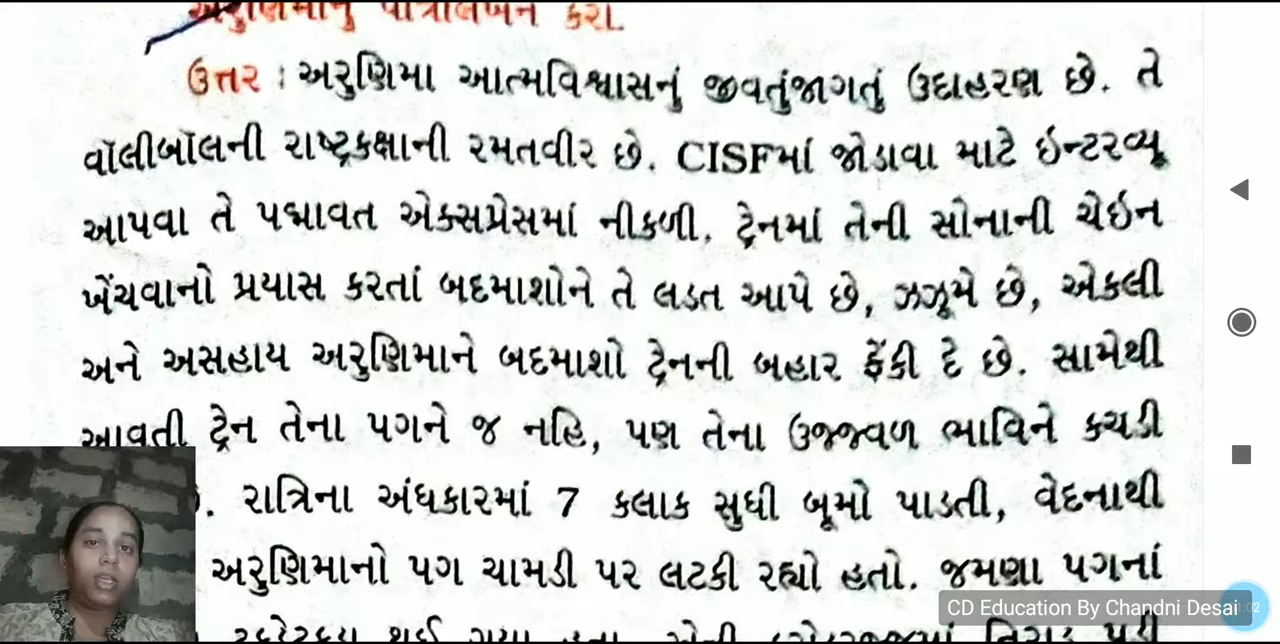 અરુણિમાનું પાત્રાલેખન કરો.
ઉત્તર : અરુણિમા આત્મવિશ્વાસનું જીવતુંજાગતું ઉદાહરણ છે. તે
વૉલીબૉલની રાષ્ટ્રકક્ષાની રમતવીર છે. CISFમાં જોડાવા માટે ઇન્ટરવ્યૂ
આપવા તે પદ્માવત એક્સપ્રેસમાં નીકળી. ટ્રેનમાં તેની સોનાની ચેઇન
ખેંચવાનો પ્રયાસ કરતાં બદમાશોને તે લડત આપે છે, ઝઝૂમે છે, એકલી
અને અસહાય અરુણિમાને બદમાશો ટ્રેનની બહાર ફેંકી દે છે. સામેથી
આવતી ટ્રેન તેના પગને જ નહિ, પણ તેના ઉજ્જ્વળ ભાવિને કચડી
રાત્રિના અંધકારમાં 7 કલાક સુધી બૂમો પાડતી, વેદનાથી
અરુણિમાનો પગ ચામડી પર લટકી રહ્યો હતો. જમણા પગનાં
CD Education By Chandni Desai